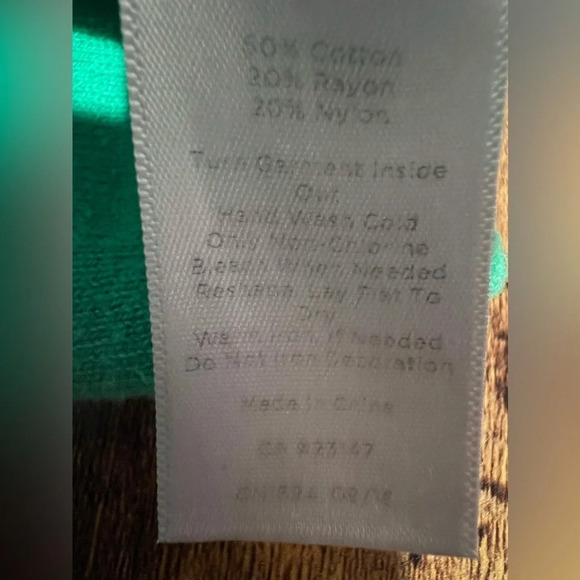 60% Cotton
20% Rayon
20% Nylon
Turn Garment Inside
Out
Hand Wash Cold
Only Non-Chlorine
Bleach When Needed
Reshape, Lay Flat To
Dry
Warm Iron If Needed
Do Not Iron Decoration
Made In China